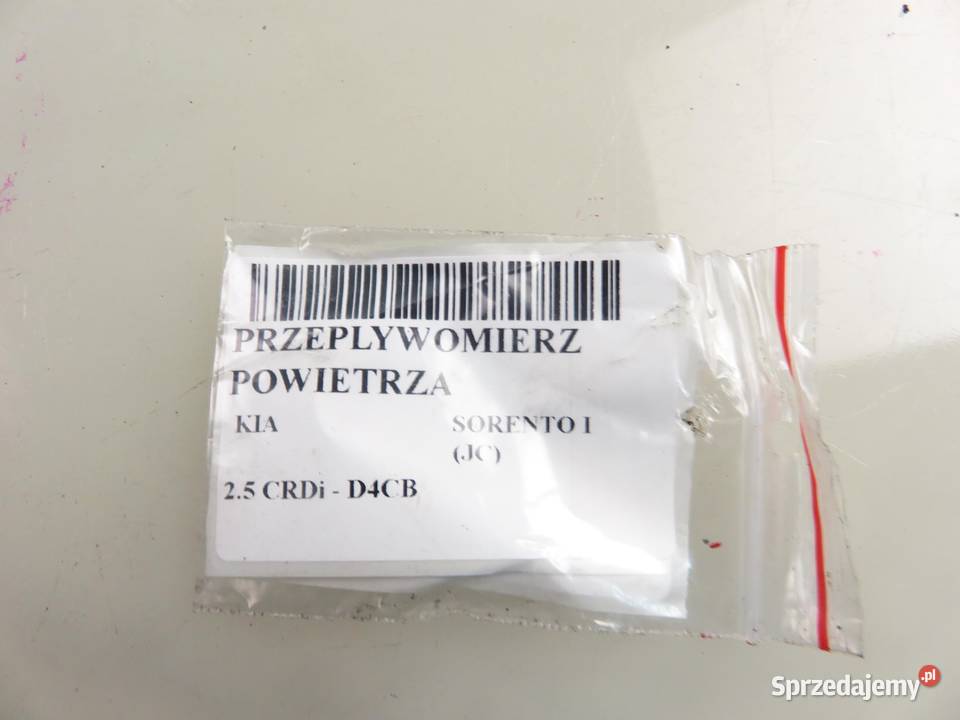 PRZEPLYWOMIERZ
POWIETRZA
KIA SORENTO I
(JC)
2.5 CRDi - D4CB
Sprzedajemy.pl